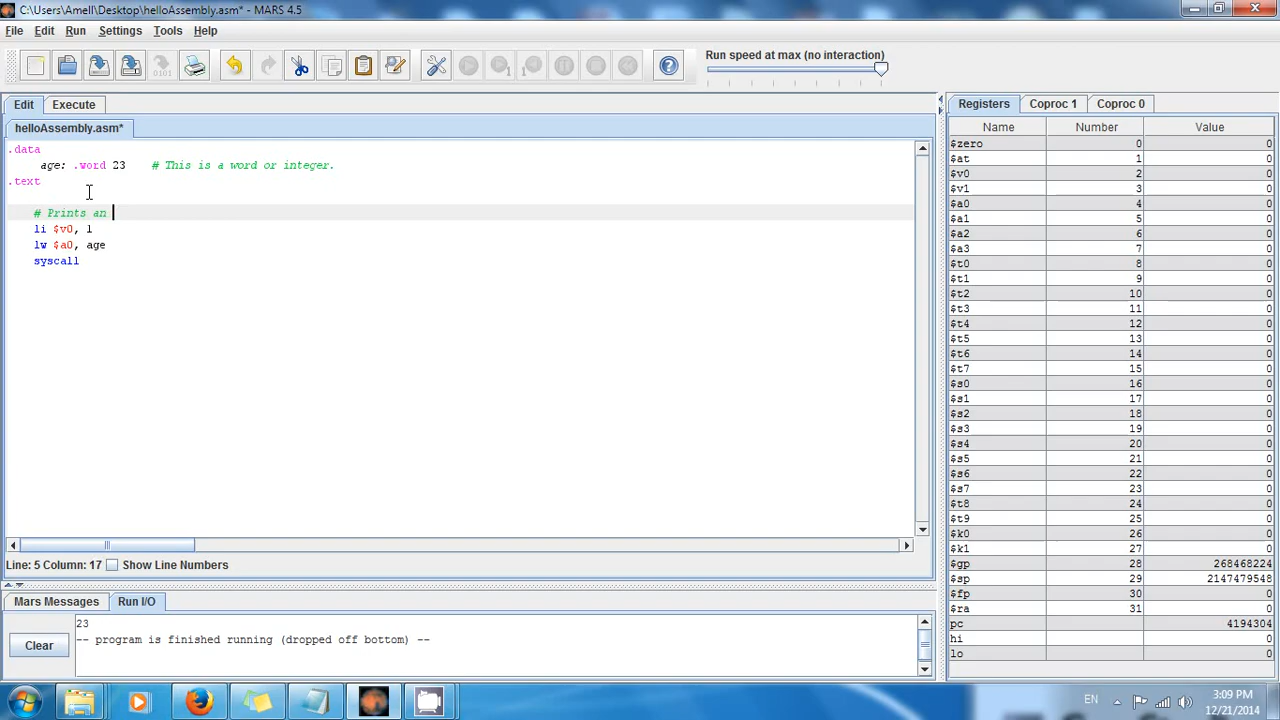 C:\Users\Amell\Desktop\helloAssembly.asm* - MARS 4.5
File Edit Run Settings Tools Help
Run speed at max (no interaction)
Edit Execute
helloAssembly.asm*
.data
age: .word 23 # This is a word or integer.
.text
# Prints an
li $v0, 1
lw $a0, age
syscall
Line: 5 Column: 17 Show Line Numbers
Mars Messages Run I/O
Clear
23
-- program is finished running (dropped off bottom) --
Registers Coproc 1 Coproc 0
Name Number Value
$zero 0 0
$at 1 0
$v0 2 0
$v1 3 0
$a0 4 0
$a1 5 0
$a2 6 0
$a3 7 0
$t0 8 0
$t1 9 0
$t2 10 0
$t3 11 0
$t4 12 0
$t5 13 0
$t6 14 0
$t7 15 0
$s0 16 0
$s1 17 0
$s2 18 0
$s3 19 0
$s4 20 0
$s5 21 0
$s6 22 0
$s7 23 0
$t8 24 0
$t9 25 0
$k0 26 0
$k1 27 0
$gp 28 268468224
$sp 29 2147479548
$fp 30 0
$ra 31 0
pc 4194304
hi 0
lo 0
EN
3:09 PM
12/21/2014